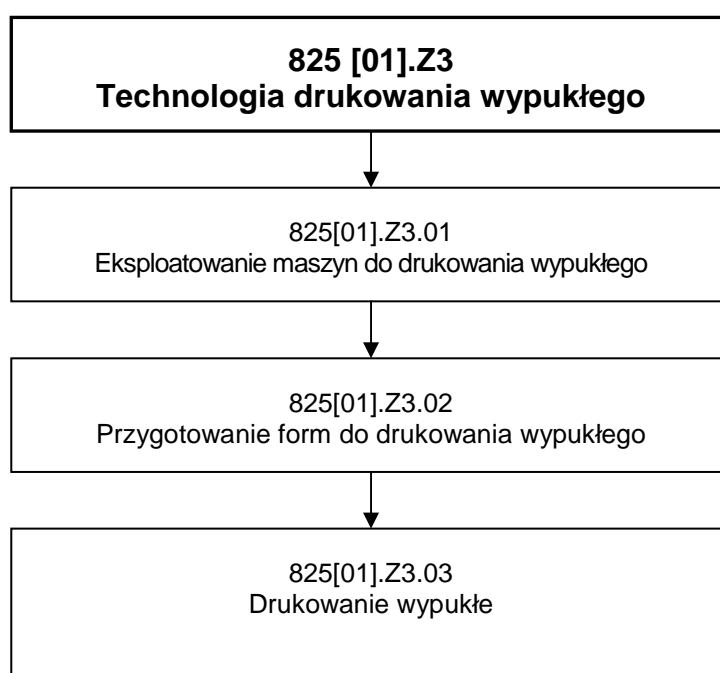 825 [01].Z3
Technologia drukowania wypukłego
825[01].Z3.01
Eksploatowanie maszyn do drukowania wypukłego
825[01].Z3.02
Przygotowanie form do drukowania wypukłego
825[01].Z3.03
Drukowanie wypukłe